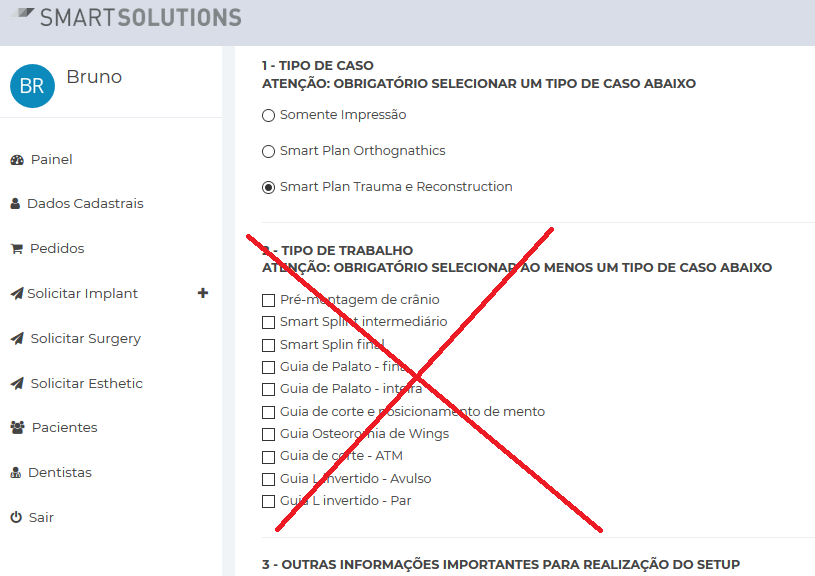 SMARTSOLUTIONS
BR
Bruno
Painel
Dados Cadastrais
Pedidos
Solicitar Implant +
Solicitar Surgery
Solicitar Esthetic
Pacientes
Dentistas
Sair
1 - TIPO DE CASO
ATENÇÃO: OBRIGATÓRIO SELECIONAR UM TIPO DE CASO ABAIXO
Somente Impressão
Smart Plan Orthognathics
Smart Plan Trauma e Reconstruction
2 - TIPO DE TRABALHO
ATENÇÃO: OBRIGATÓRIO SELECIONAR AO MENOS UM TIPO DE CASO ABAIXO
Pré-montagem de crânio
Smart Splint intermediário
Smart Splin final
Guia de Palato - final
Guia de Palato - inteira
Guia de corte e posicionamento de mento
Guia Osteoromia de Wings
Guia de corte - ATM
Guia L invertido - Avulso
Guia L invertido - Par
3 - OUTRAS INFORMAÇÕES IMPORTANTES PARA REALIZAÇÃO DO SETUP